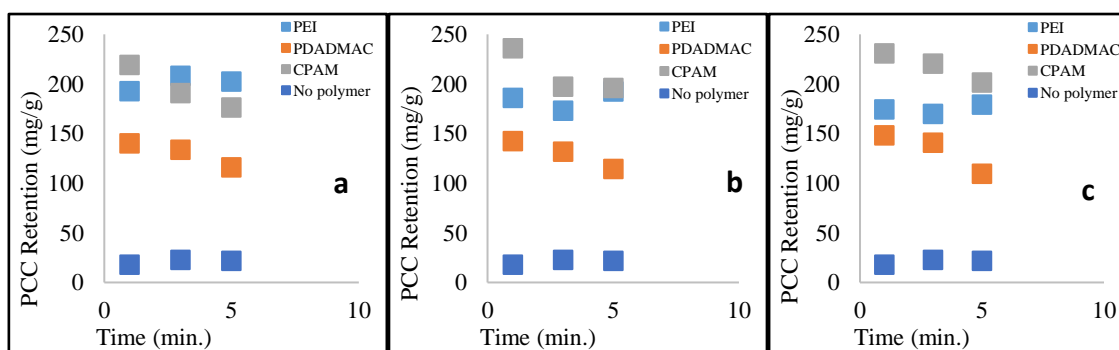 PEI
PDADMAC
CPAM
No polymer
250
200
150
100
50
0
PCC Retention (mg/g)
a
0
5
10
Time (min.)
PEI
PDADMAC
CPAM
No polymer
250
200
150
100
50
0
PCC Retention (mg/g)
b
0
5
10
Time (min.)
PEI
PDADMAC
CPAM
No polymer
250
200
150
100
50
0
PCC Retention (mg/g)
c
0
5
10
Time (min.)